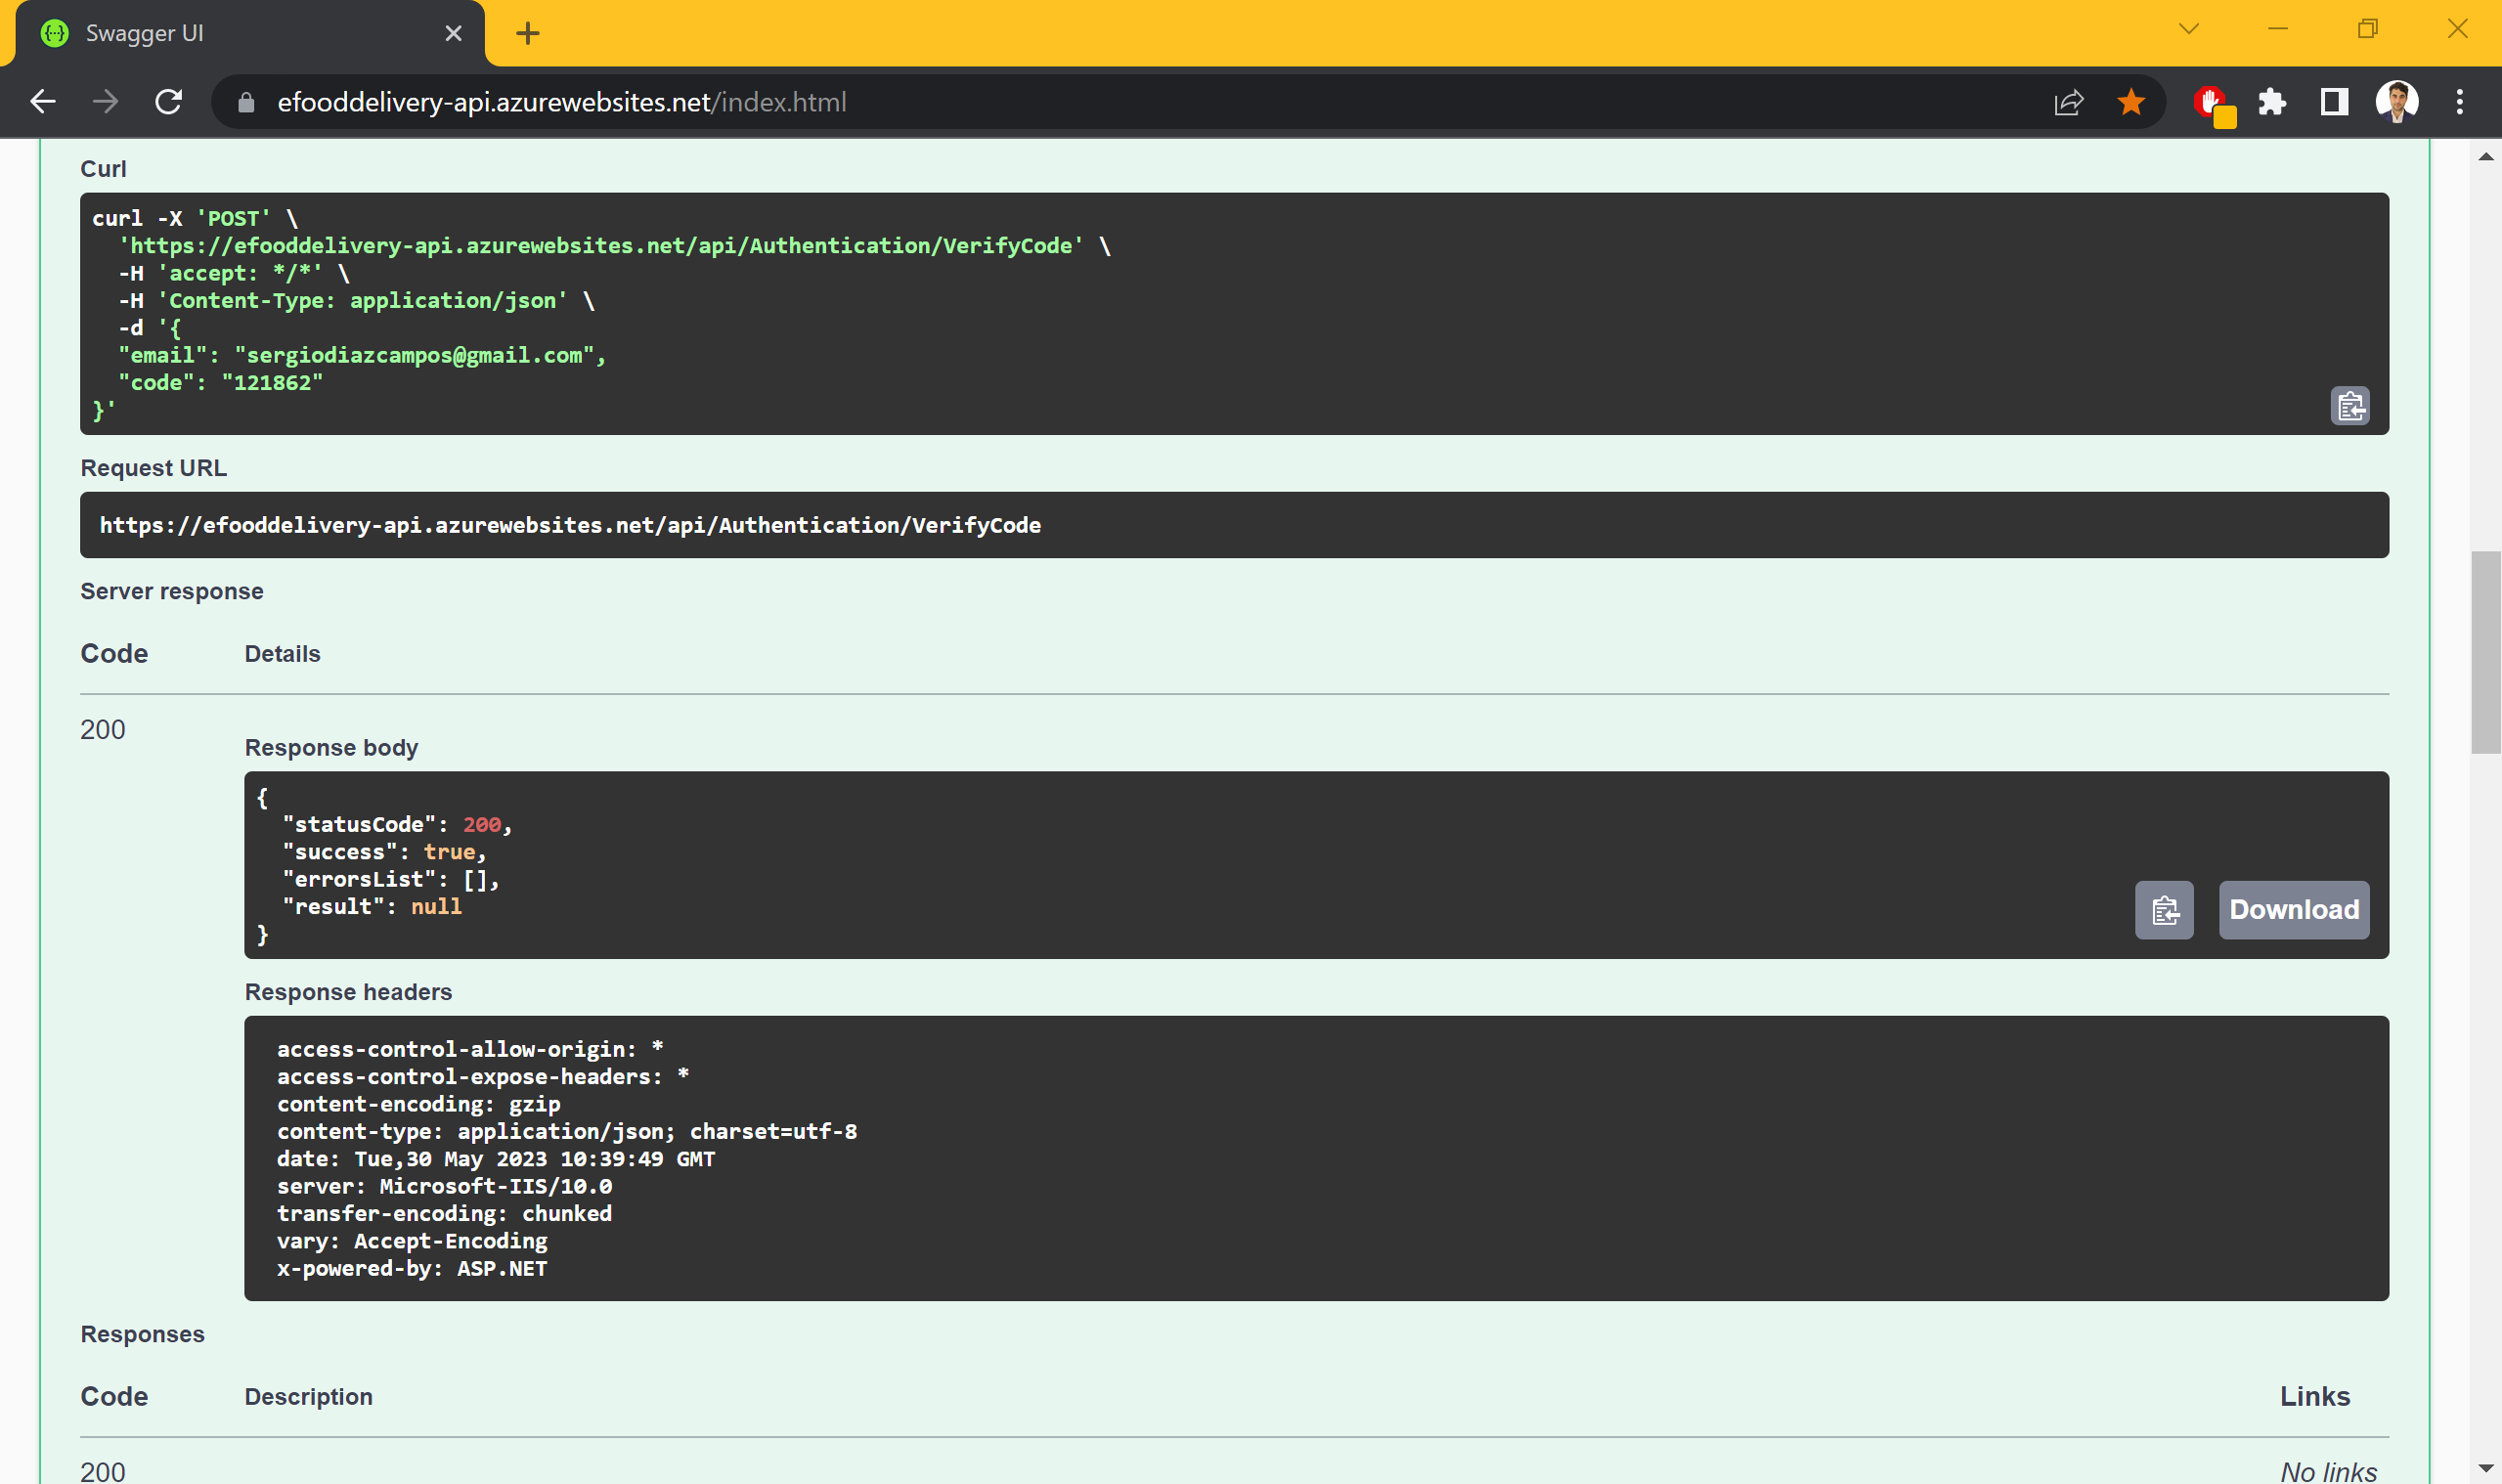 Swagger UI
efooddelivery-api.azurewebsites.net/index.html
Curl
curl -X 'POST' \
  'https://efooddelivery-api.azurewebsites.net/api/Authentication/VerifyCode' \
  -H 'accept: */*' \
  -H 'Content-Type: application/json' \
  -d '{
  "email": "sergiodiazcampos@gmail.com",
  "code": "121862"
}'
Request URL
https://efooddelivery-api.azurewebsites.net/api/Authentication/VerifyCode
Server response
Code Details
200
Response body
{
  "statusCode": 200,
  "success": true,
  "errorsList": [],
  "result": null
}
Download
Response headers
access-control-allow-origin: *
access-control-expose-headers: *
content-encoding: gzip
content-type: application/json; charset=utf-8
date: Tue,30 May 2023 10:39:49 GMT
server: Microsoft-IIS/10.0
transfer-encoding: chunked
vary: Accept-Encoding
x-powered-by: ASP.NET
Responses
Code Description Links
200 No links